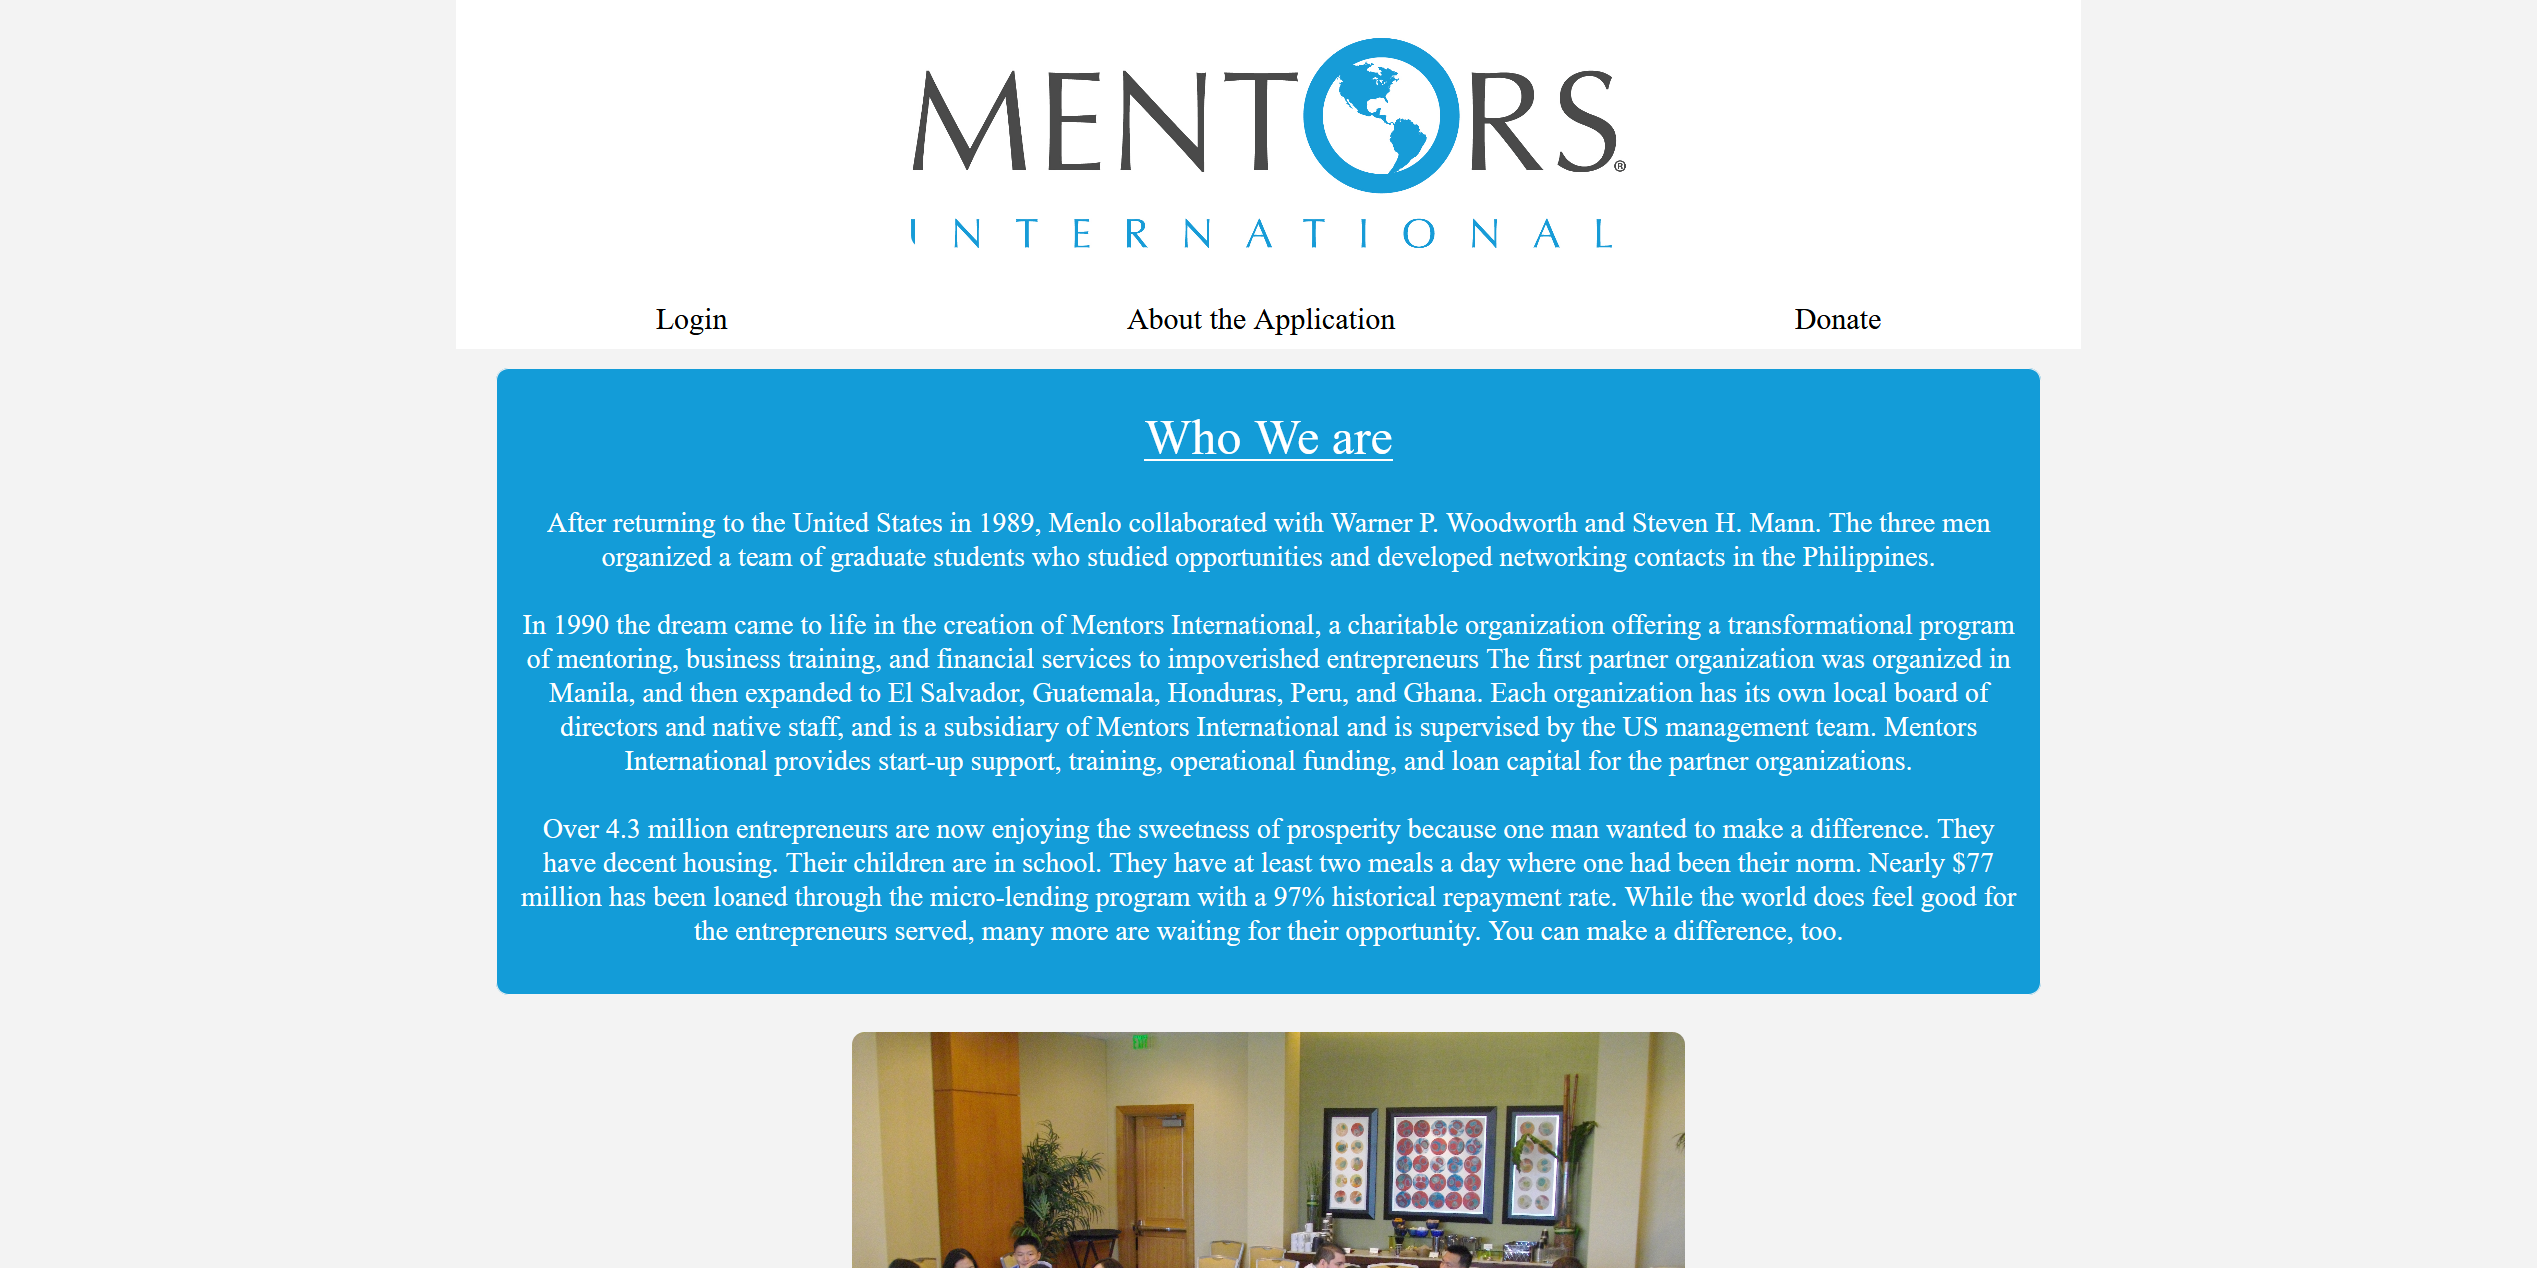 MENTORS®
INTERNATIONAL
Login About the Application Donate
Who We are
After returning to the United States in 1989, Menlo collaborated with Warner P. Woodworth and Steven H. Mann. The three men
organized a team of graduate students who studied opportunities and developed networking contacts in the Philippines.
In 1990 the dream came to life in the creation of Mentors International, a charitable organization offering a transformational program
of mentoring, business training, and financial services to impoverished entrepreneurs The first partner organization was organized in
Manila, and then expanded to El Salvador, Guatemala, Honduras, Peru, and Ghana. Each organization has its own local board of
directors and native staff, and is a subsidiary of Mentors International and is supervised by the US management team. Mentors
International provides start-up support, training, operational funding, and loan capital for the partner organizations.
Over 4.3 million entrepreneurs are now enjoying the sweetness of prosperity because one man wanted to make a difference. They
have decent housing. Their children are in school. They have at least two meals a day where one had been their norm. Nearly $77
million has been loaned through the micro-lending program with a 97% historical repayment rate. While the world does feel good for
the entrepreneurs served, many more are waiting for their opportunity. You can make a difference, too.